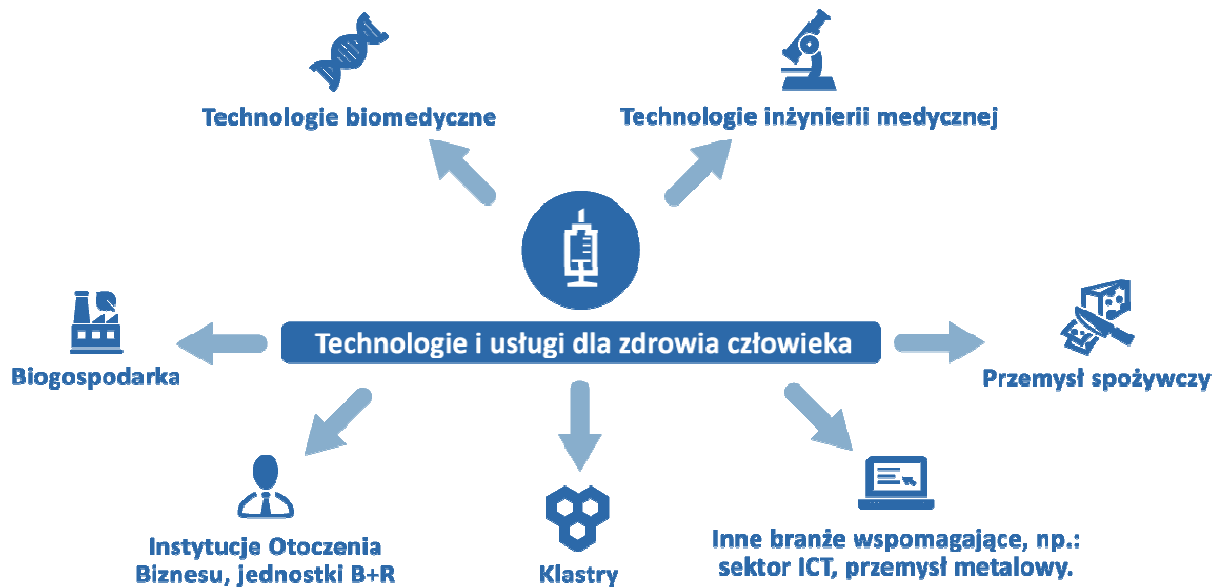 Technologie biomedyczne
Technologie inżynierii medycznej
Technologie i usługi dla zdrowia człowieka
Biogospodarka
Przemysł spożywczy
Instytucje Otoczenia
Biznesu, jednostki B+R
Klastry
Inne branże wspomagające, np.:
sektor ICT, przemysł metalowy.